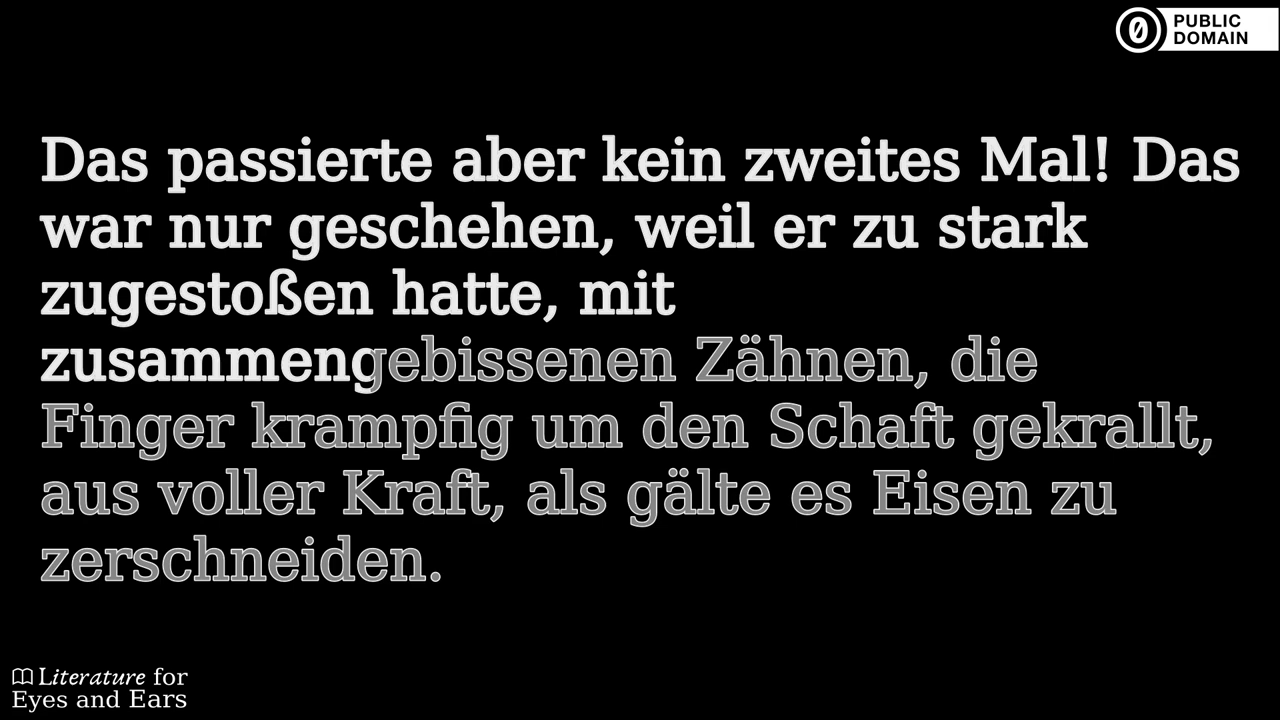 PUBLIC
DOMAIN
Das passierte aber kein zweites Mal! Das
war nur geschehen, weil er zu stark
zugestoßen hatte, mit
zusammengebissenen Zähnen, die
Finger krampfig um den Schaft gekrallt,
aus voller Kraft, als gälte es Eisen zu
zerschneiden.
Literature for
Eyes and Ears